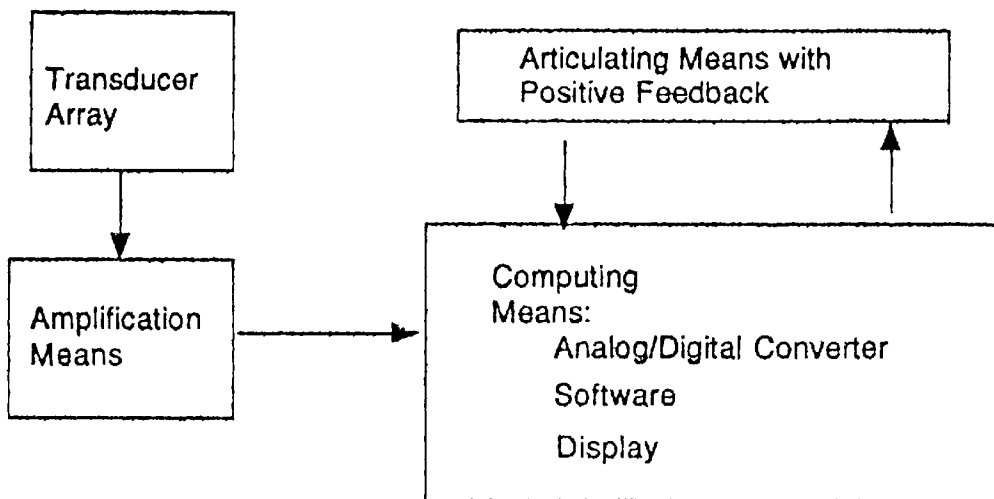 Transducer
Array
Articulating Means with
Positive Feedback
Amplification
Means
Computing
Means:
Analog/Digital Converter
Software
Display